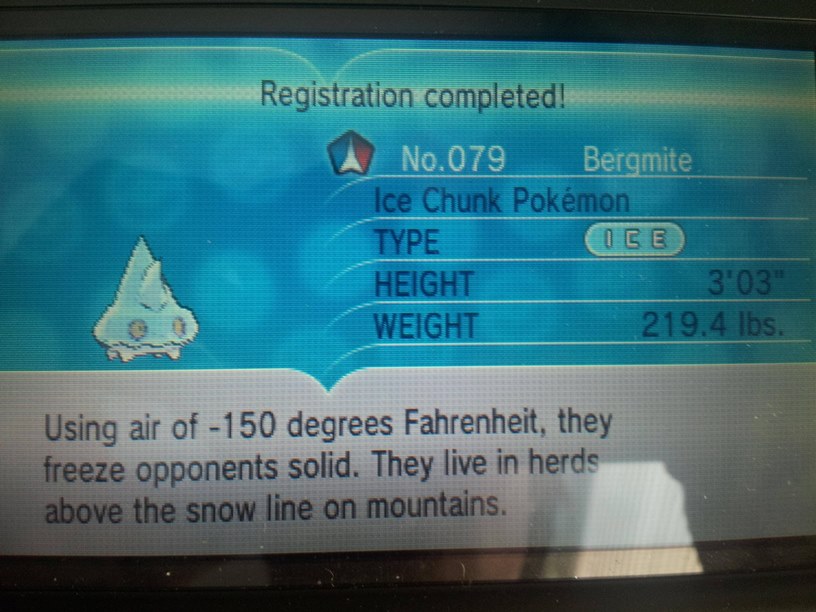 Registration completed!
No.079 Bergmite
Ice Chunk Pokémon
TYPE ICE
HEIGHT 3'03"
WEIGHT 219.4 lbs.
Using air of -150 degrees Fahrenheit, they
freeze opponents solid. They live in herds
above the snow line on mountains.